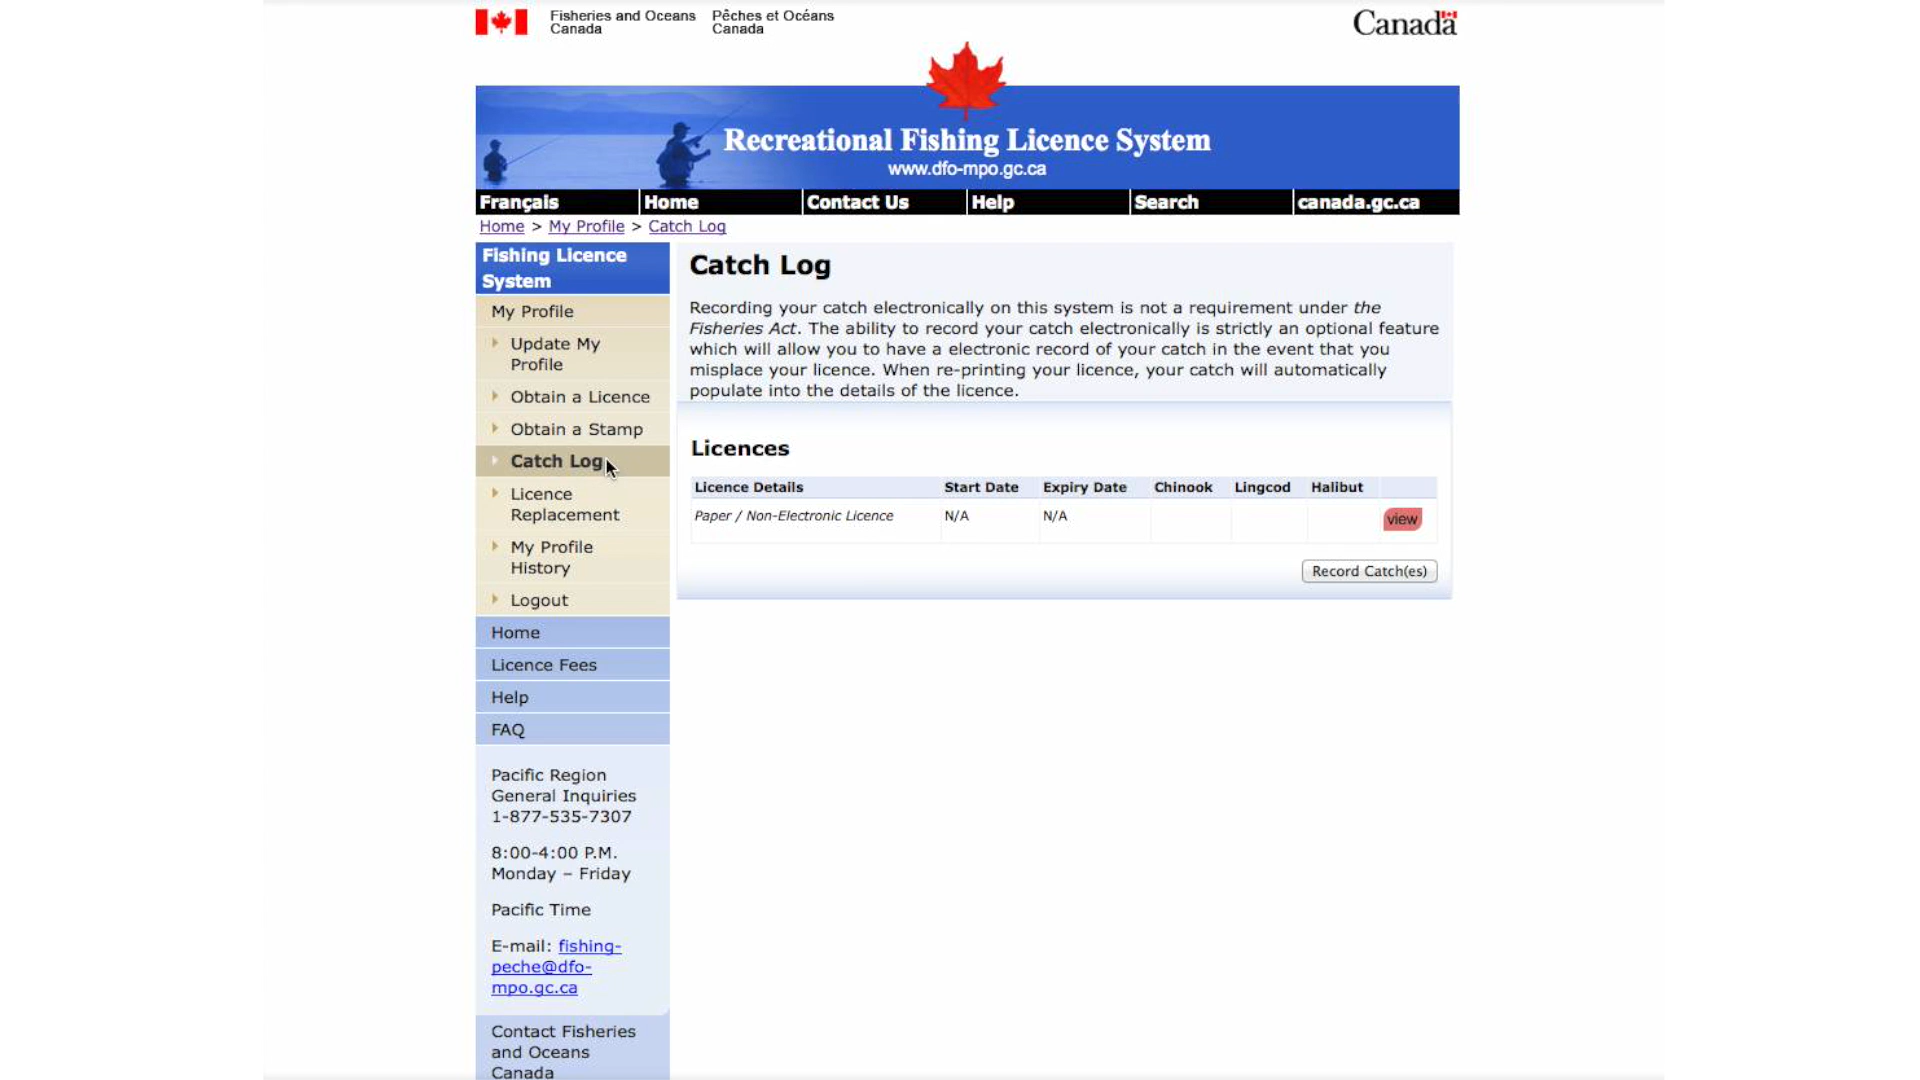 Fisheries and Oceans Canada
Pêches et Océans Canada
Canada
Recreational Fishing Licence System
www.dfo-mpo.gc.ca
Français Home Contact Us Help Search canada.gc.ca
Home > My Profile > Catch Log
Fishing Licence
System
My Profile
Update My
Profile
Obtain a Licence
Obtain a Stamp
Catch Log
Licence
Replacement
My Profile
History
Logout
Home
Licence Fees
Help
FAQ
Pacific Region
General Inquiries
1-877-535-7307
8:00-4:00 P.M.
Monday – Friday
Pacific Time
E-mail: fishing-
peche@dfo-
mpo.gc.ca
Contact Fisheries
and Oceans
Canada
Catch Log
Recording your catch electronically on this system is not a requirement under the
Fisheries Act. The ability to record your catch electronically is strictly an optional feature
which will allow you to have a electronic record of your catch in the event that you
misplace your licence. When re-printing your licence, your catch will automatically
populate into the details of the licence.
Licences
Licence Details Start Date Expiry Date Chinook Lingcod Halibut
Paper / Non-Electronic Licence N/A N/A view
Record Catch(es)